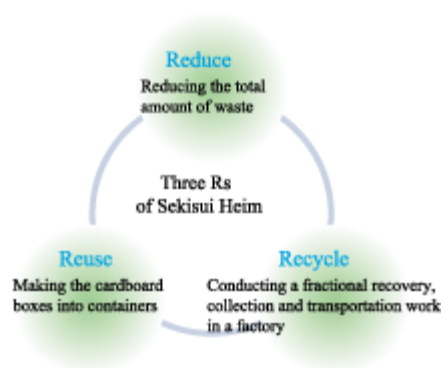 Reduce
Reducing the total
amount of waste
Three Rs
of Sekisui Heim
Reuse
Making the cardboard
boxes into containers
Recycle
Conducting a fractional recovery,
collection and transportation work
in a factory